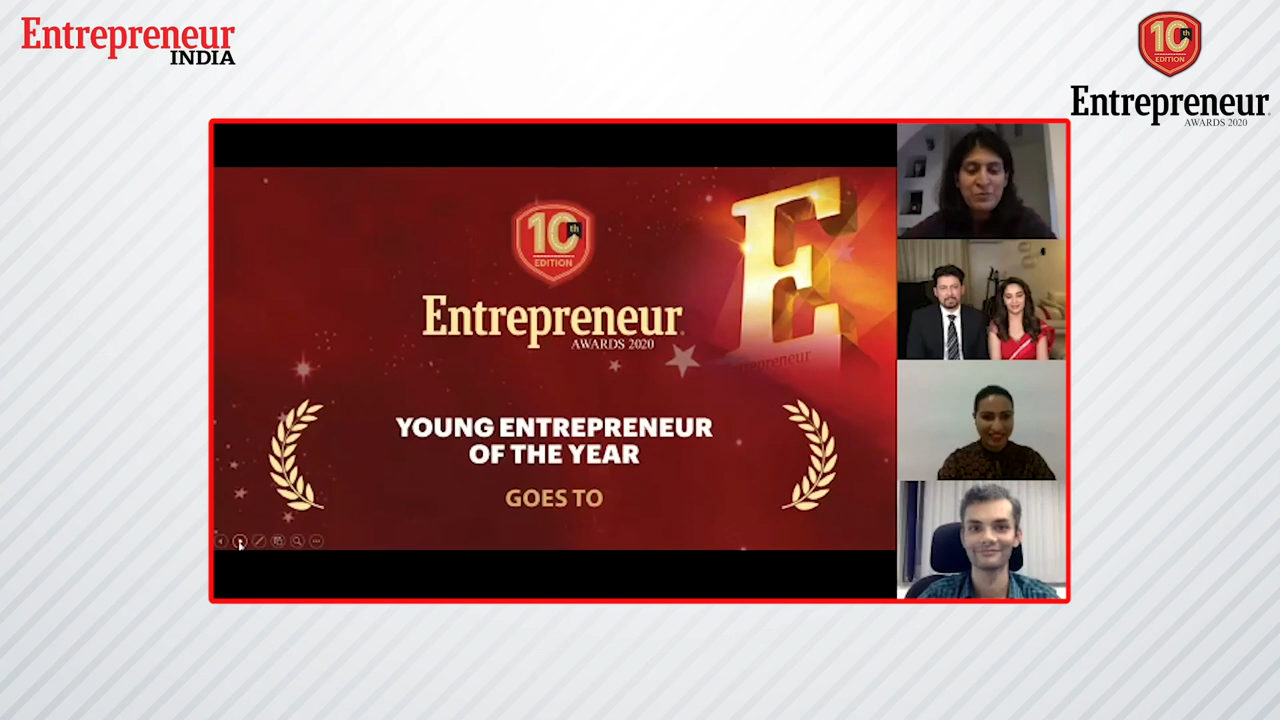 Entrepreneur
INDIA
10th
EDITION
Entrepreneur
AWARDS 2020
10th
EDITION
Entrepreneur
AWARDS 2020
epreneur
YOUNG ENTREPRENEUR
OF THE YEAR
GOES TO